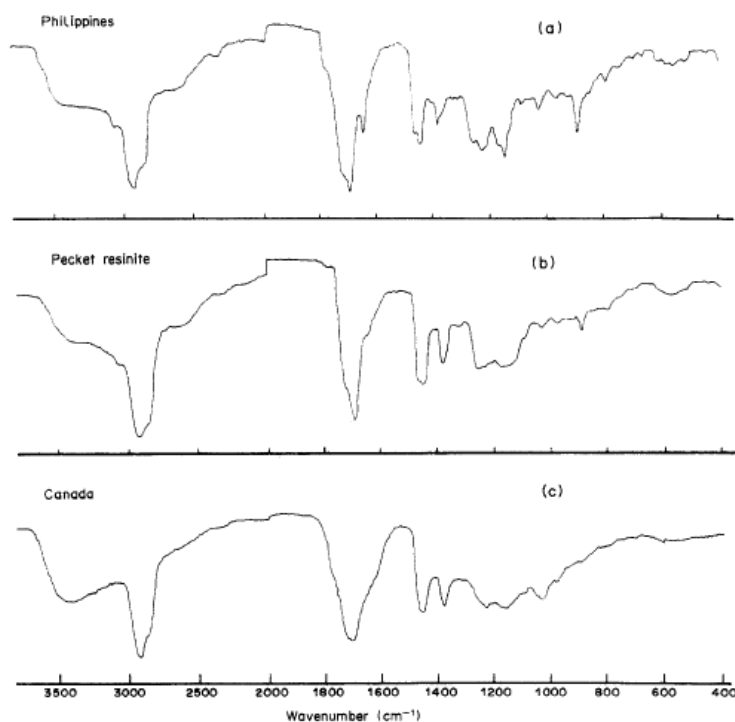 Philippines
(a)
Pecket resinite
(b)
Canada
(c)
3500 3000 2500 2000 1800 1600 1400 1200 1000 800 600 400
Wavenumber (cm⁻¹)